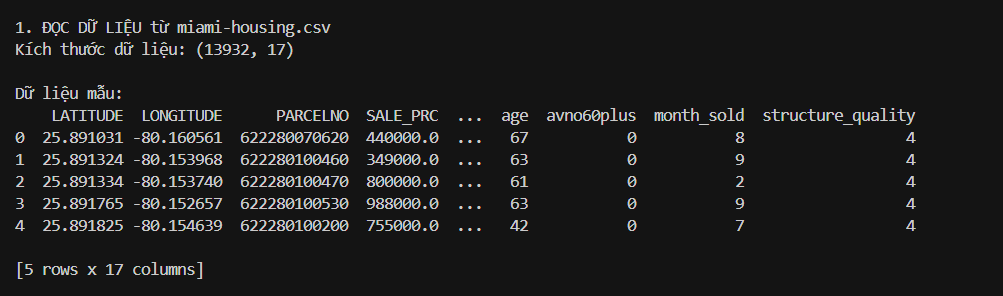 1. ĐỌC DỮ LIỆU từ miami-housing.csv
Kích thước dữ liệu: (13932, 17)
Dữ liệu mẫu:
LATITUDE LONGITUDE PARCELNO SALE_PRC ... age avno60plus month_sold structure_quality
0 25.891031 -80.160561 622280070620 440000.0 ... 67 0 8 4
1 25.891324 -80.153968 622280100460 349000.0 ... 63 0 9 4
2 25.891334 -80.153740 622280100470 800000.0 ... 61 0 2 4
3 25.891765 -80.152657 622280100530 988000.0 ... 63 0 9 4
4 25.891825 -80.154639 622280100200 755000.0 ... 42 0 7 4
[5 rows x 17 columns]